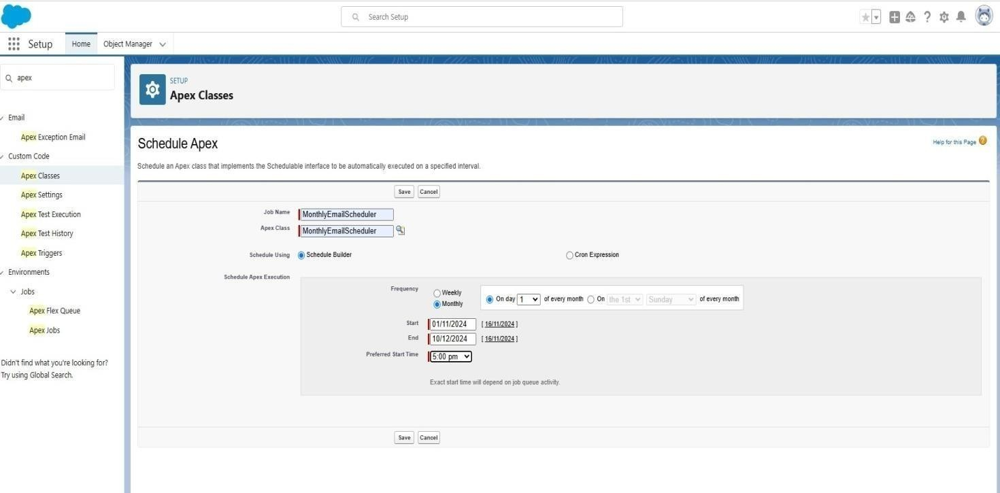 Search Setup
Setup Home Object Manager
apex
SETUP
Apex Classes
Email
Apex Exception Email
Custom Code
Apex Classes
Apex Settings
Apex Test Execution
Apex Test History
Apex Triggers
Environments
Jobs
Apex Flex Queue
Apex Jobs
Didn't find what you're looking for?
Try using Global Search.
Schedule Apex
Help for this Page ?
Schedule an Apex class that implements the Schedulable interface to be automatically executed on a specified interval.
Save Cancel
Job Name MonthlyEmailScheduler
Apex Class MonthlyEmailScheduler
Schedule Using Schedule Builder Cron Expression
Schedule Apex Execution
Frequency Weekly
Monthly On day 1 of every month On the 1st Sunday of every month
Start 01/11/2024 [ 16/11/2024 ]
End 10/12/2024 [ 16/11/2024 ]
Preferred Start Time 5:00 pm
Exact start time will depend on job queue activity.
Save Cancel